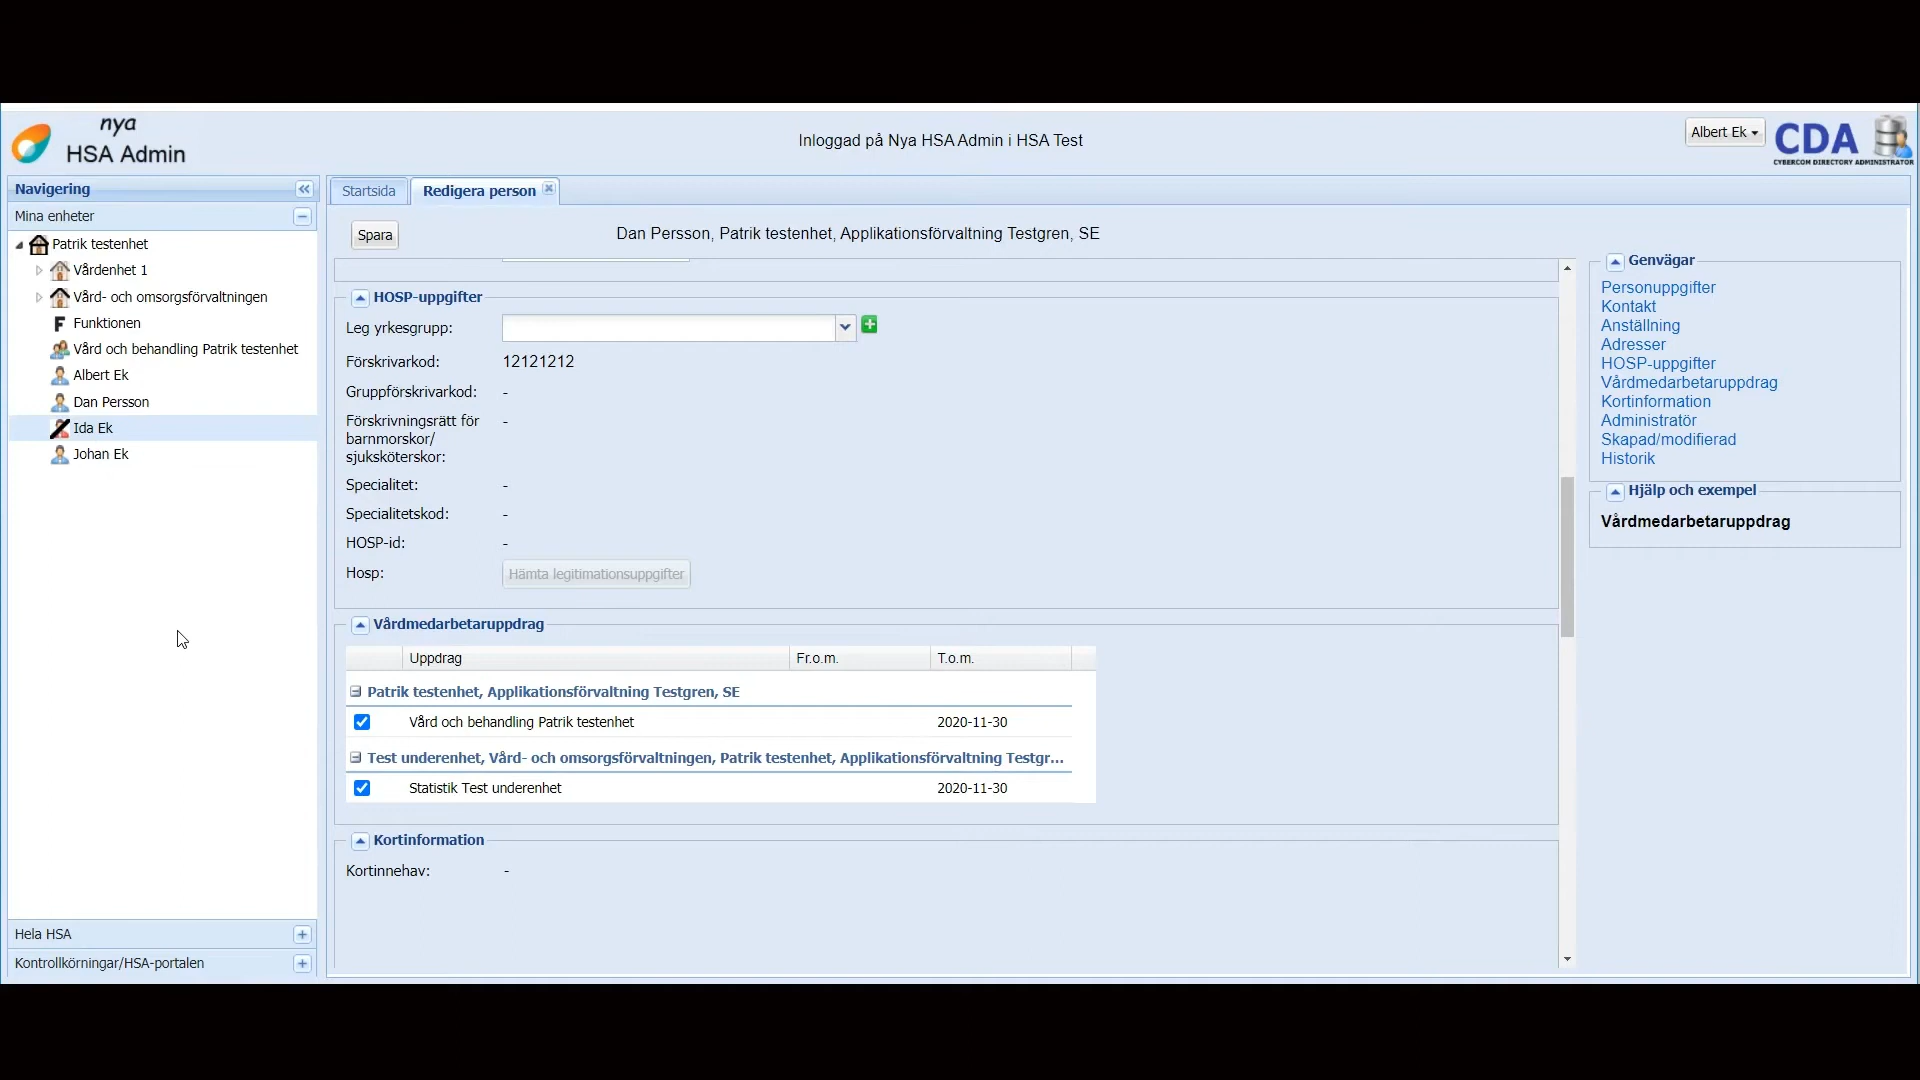 nya
HSA Admin
Inloggad på Nya HSA Admin i HSA Test
Albert Ek
CDA
CYBERCOM DIRECTORY ADMINISTRATOR
Navigering
Mina enheter
Patrik testenhet
Vårdenhet 1
Vård- och omsorgsförvaltningen
Funktionen
Vård och behandling Patrik testenhet
Albert Ek
Dan Persson
Ida Ek
Johan Ek
Hela HSA
Kontrollkörningar/HSA-portalen
Startsida
Redigera person
Spara
Dan Persson, Patrik testenhet, Applikationsförvaltning Testgren, SE
HOSP-uppgifter
Leg yrkesgrupp:
Förskrivarkod: 12121212
Gruppförskrivarkod: -
Förskrivningsrätt för -
barnmorskor/
sjuksköterskor:
Specialitet: -
Specialitetskod: -
HOSP-id: -
Hosp: Hämta legitimationsuppgifter
Vårdmedarbetaruppdrag
Uppdrag Fr.o.m. T.o.m.
Patrik testenhet, Applikationsförvaltning Testgren, SE
Vård och behandling Patrik testenhet 2020-11-30
Test underenhet, Vård- och omsorgsförvaltningen, Patrik testenhet, Applikationsförvaltning Testgr...
Statistik Test underenhet 2020-11-30
Kortinformation
Kortinnehav: -
Genvägar
Personuppgifter
Kontakt
Anställning
Adresser
HOSP-uppgifter
Vårdmedarbetaruppdrag
Kortinformation
Administratör
Skapad/modifierad
Historik
Hjälp och exempel
Vårdmedarbetaruppdrag